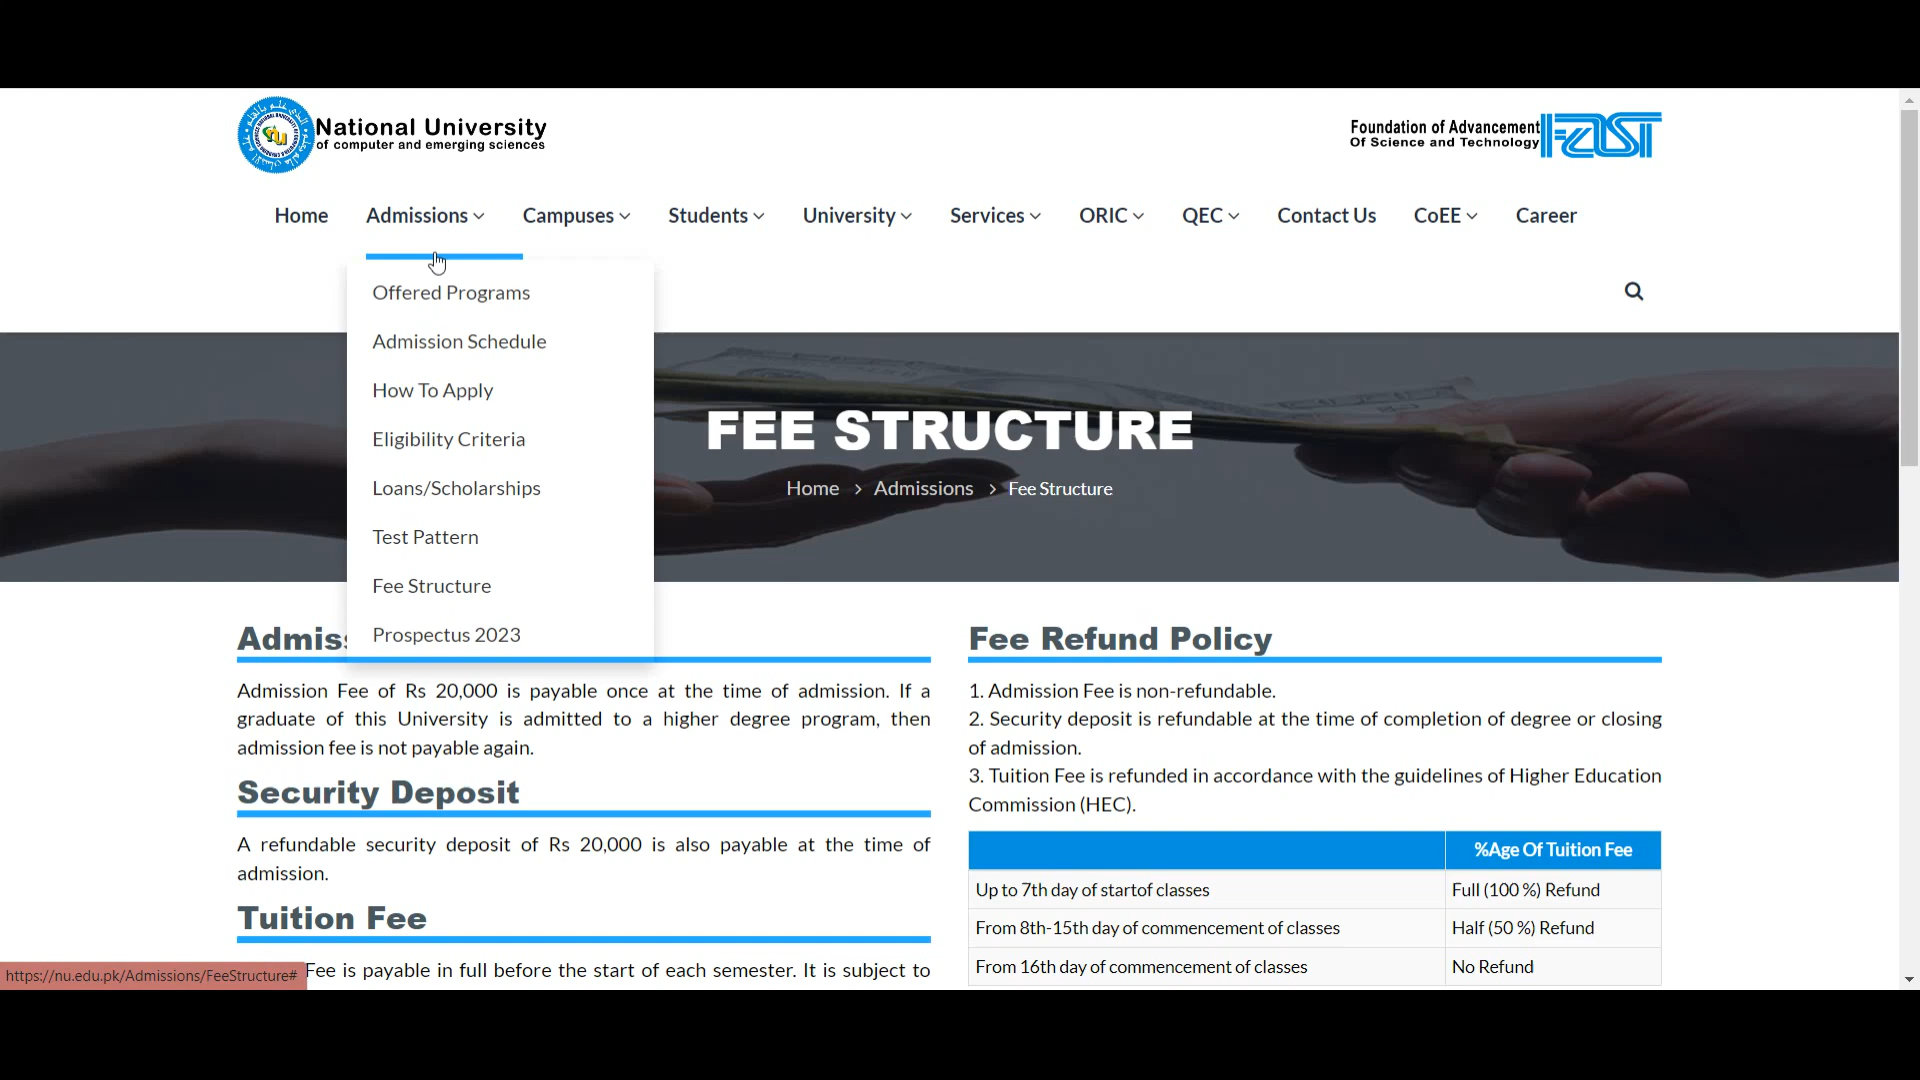 National University
of computer and emerging sciences
Foundation of Advancement
Of Science and Technology
FAST
Home Admissions Campuses Students University Services ORIC QEC Contact Us CoEE Career
Offered Programs
Admission Schedule
How To Apply
Eligibility Criteria
Loans/Scholarships
Test Pattern
Fee Structure
Prospectus 2023
FEE STRUCTURE
Home > Admissions > Fee Structure
Admiss
Admission Fee of Rs 20,000 is payable once at the time of admission. If a
graduate of this University is admitted to a higher degree program, then
admission fee is not payable again.
Security Deposit
A refundable security deposit of Rs 20,000 is also payable at the time of
admission.
Tuition Fee
Fee is payable in full before the start of each semester. It is subject to
Fee Refund Policy
1. Admission Fee is non-refundable.
2. Security deposit is refundable at the time of completion of degree or closing
of admission.
3. Tuition Fee is refunded in accordance with the guidelines of Higher Education
Commission (HEC).
%Age Of Tuition Fee
Up to 7th day of startof classes Full (100 %) Refund
From 8th-15th day of commencement of classes Half (50 %) Refund
From 16th day of commencement of classes No Refund
https://nu.edu.pk/Admissions/FeeStructure#